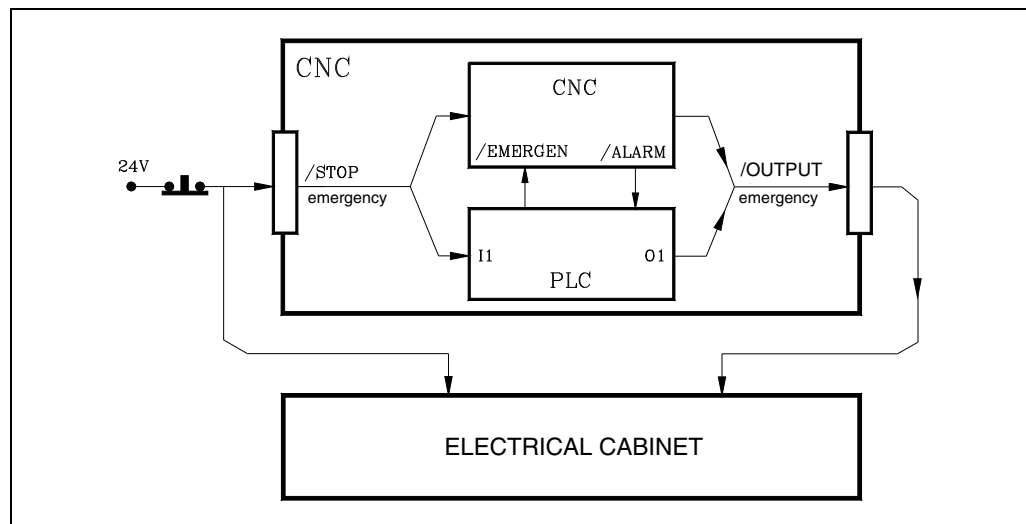 CNC
CNC
/EMERGEN /ALARM
24V
/STOP
emergency
/OUTPUT
emergency
I1 O1
PLC
ELECTRICAL CABINET